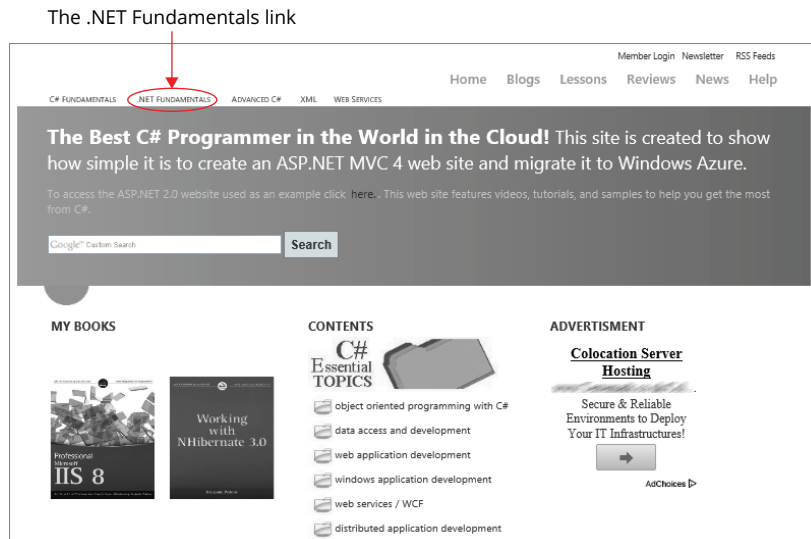 The .NET Fundamentals link
Member Login Newsletter RSS Feeds
Home Blogs Lessons Reviews News Help
C# FUNDAMENTALS .NET FUNDAMENTALS ADVANCED C# XML WEB SERVICES
The Best C# Programmer in the World in the Cloud! This site is created to show
how simple it is to create an ASP.NET MVC 4 web site and migrate it to Windows Azure.
To access the ASP.NET 2.0 website used as an example click here. . This web site features videos, tutorials, and samples to help you get the most
from C#.
Google™ Custom Search Search
MY BOOKS
Professional
Microsoft
IIS 8
Working
with
NHibernate 3.0
CONTENTS
C#
Essential
TOPICS
object oriented programming with C#
data access and development
web application development
windows application development
web services / WCF
distributed application development
ADVERTISMENT
Colocation Server
Hosting
Secure & Reliable
Environments to Deploy
Your IT Infrastructures!
AdChoices